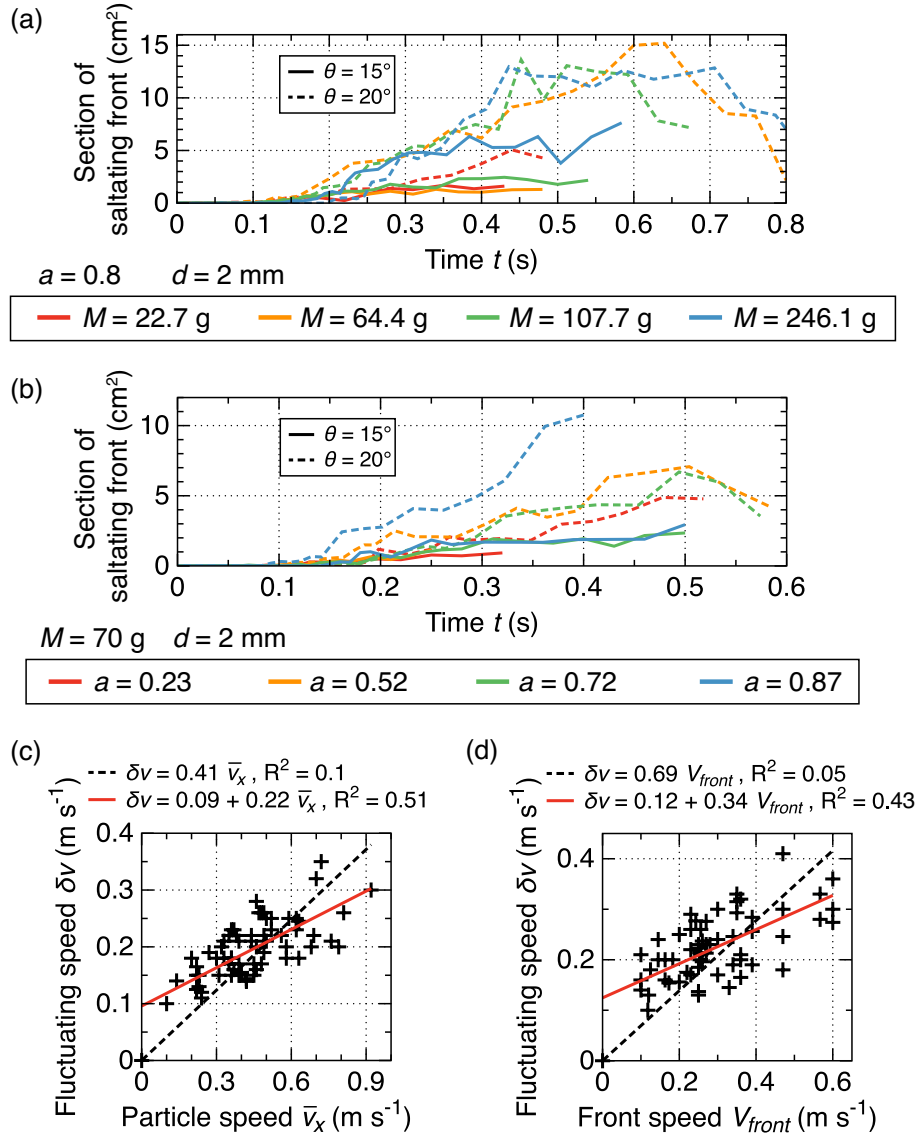 (a)
Section of
saltating front (cm²)
15
10
5
0
θ = 15°
θ = 20°
0 0.1 0.2 0.3 0.4 0.5 0.6 0.7 0.8
Time t (s)
a = 0.8 d = 2 mm
M = 22.7 g M = 64.4 g M = 107.7 g M = 246.1 g
(b)
Section of
saltating front (cm²)
10
5
0
θ = 15°
θ = 20°
0 0.1 0.2 0.3 0.4 0.5 0.6
Time t (s)
M = 70 g d = 2 mm
a = 0.23 a = 0.52 a = 0.72 a = 0.87
(c)
δv = 0.41 v̅ₓ , R² = 0.1
δv = 0.09 + 0.22 v̅ₓ , R² = 0.51
Fluctuating speed δv (m s⁻¹)
0.4
0.3
0.2
0.1
0
0 0.3 0.6 0.9
Particle speed v̅ₓ (m s⁻¹)
(d)
δv = 0.69 V_front , R² = 0.05
δv = 0.12 + 0.34 V_front , R² = 0.43
Fluctuating speed δv (m s⁻¹)
0.4
0.2
0
0 0.2 0.4 0.6
Front speed V_front (m s⁻¹)